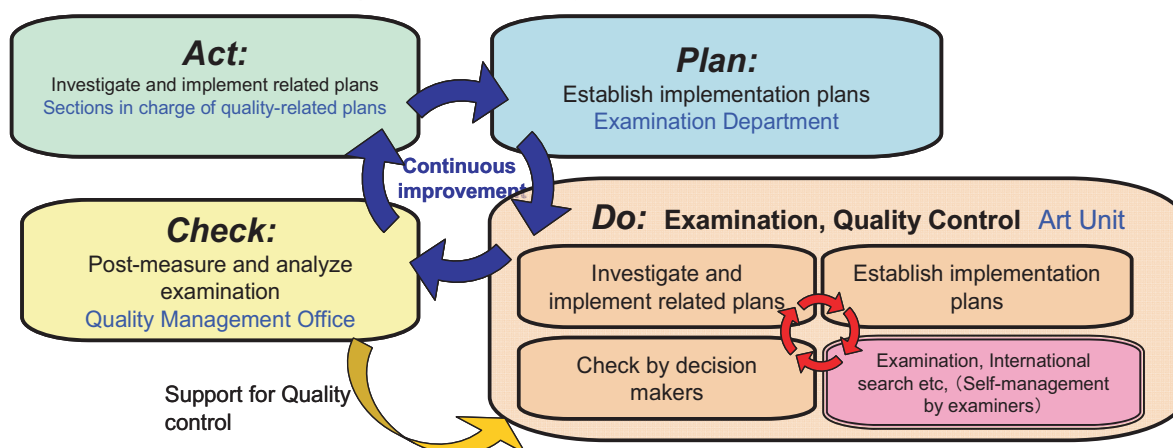 Act:
Investigate and implement related plans
Sections in charge of quality-related plans
Plan:
Establish implementation plans
Examination Department
Continuous
improvement
Check:
Post-measure and analyze
examination
Quality Management Office
Do: Examination, Quality Control Art Unit
Investigate and
implement related plans
Establish implementation
plans
Check by decision
makers
Examination, International
search etc,（Self-management
by examiners）
Support for Quality
control